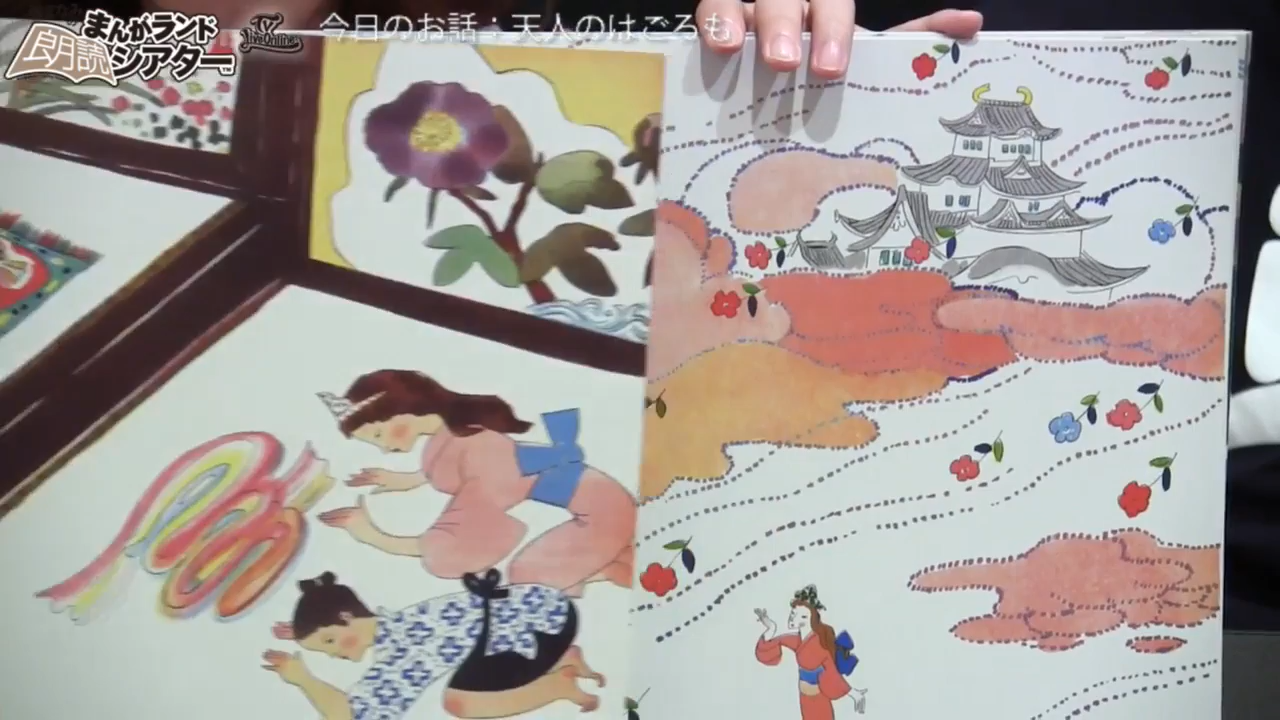 まんがランド
朗読シアター
今日のお話：天人のはごろも